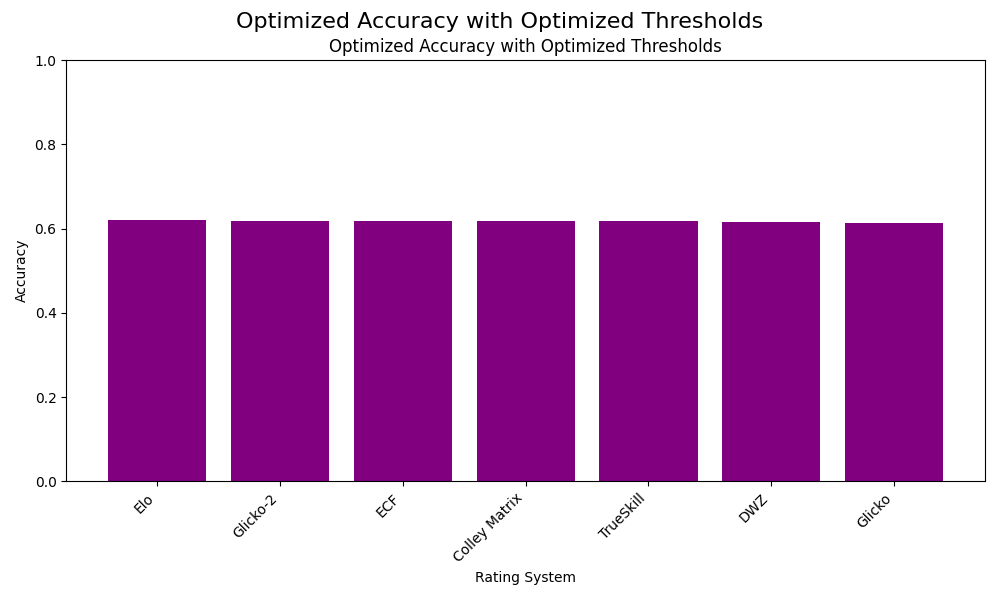 Optimized Accuracy with Optimized Thresholds
Optimized Accuracy with Optimized Thresholds
1.0
0.8
0.6
0.4
0.2
0.0
Accuracy
Elo
Glicko-2
ECF
Colley Matrix
TrueSkill
DWZ
Glicko
Rating System